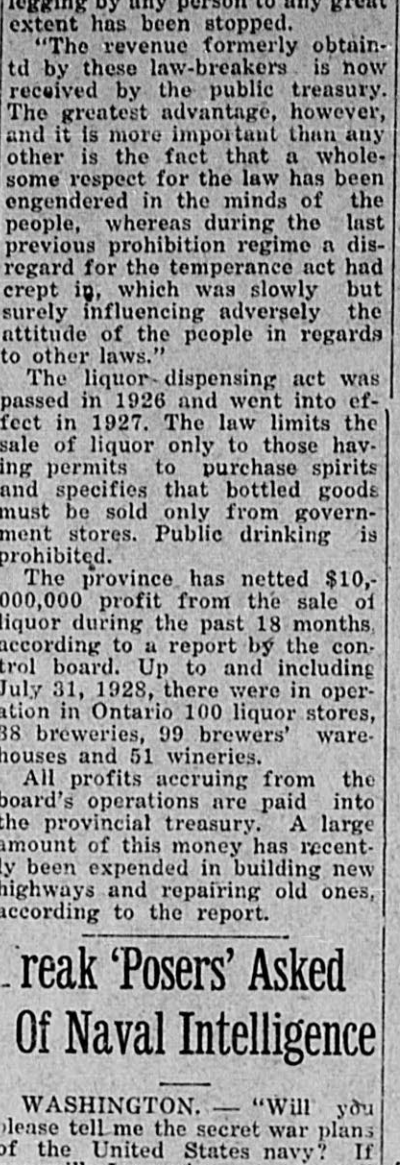 legging by any person to any great
extent has been stopped.
"The revenue formerly obtain-
td by these law-breakers is now
received by the public treasury.
The greatest advantage, however,
and it is more important than any
other is the fact that a whole-
some respect for the law has been
engendered in the minds of the
people, whereas during the last
previous prohibition regime a dis-
regard for the temperance act had
crept in, which was slowly but
surely influencing adversely the
attitude of the people in regards
to other laws."
The liquor dispensing act was
passed in 1926 and went into ef-
fect in 1927. The law limits the
sale of liquor only to those hav-
ing permits to purchase spirits
and specifies that bottled goods
must be sold only from govern-
ment stores. Public drinking is
prohibited.
The province has netted $10,-
000,000 profit from the sale of
liquor during the past 18 months,
according to a report by the con-
trol board. Up to and including
July 31, 1928, there were in oper-
ation in Ontario 100 liquor stores,
38 breweries, 99 brewers' ware-
houses and 51 wineries.
All profits accruing from the
board's operations are paid into
the provincial treasury. A large
amount of this money has recent-
ly been expended in building new
highways and repairing old ones,
according to the report.
reak 'Posers' Asked
Of Naval Intelligence
WASHINGTON. — "Will you
please tell me the secret war plans
of the United States navy? If